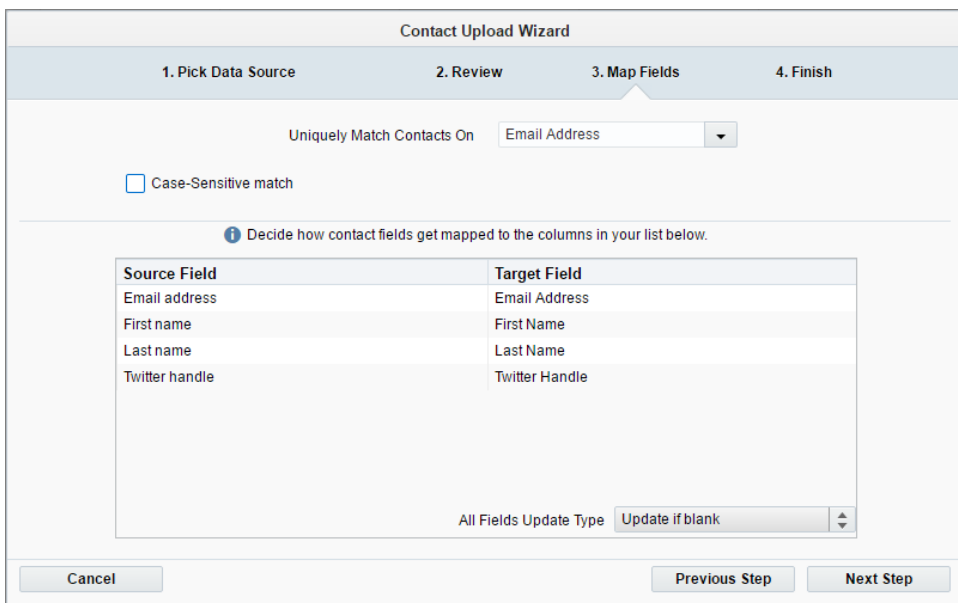 Contact Upload Wizard
1. Pick Data Source 2. Review 3. Map Fields 4. Finish
Uniquely Match Contacts On Email Address
Case-Sensitive match
Decide how contact fields get mapped to the columns in your list below.
Source Field Target Field
Email address Email Address
First name First Name
Last name Last Name
Twitter handle Twitter Handle
All Fields Update Type Update if blank
Cancel Previous Step Next Step